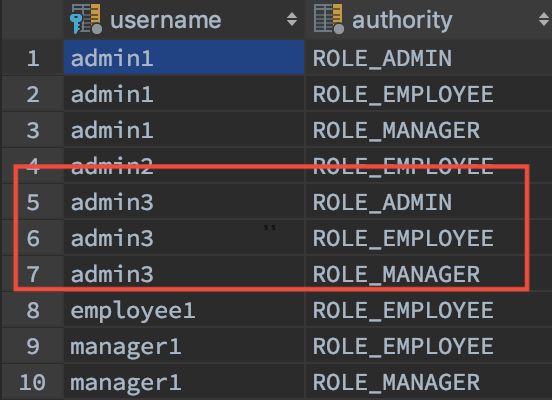 username authority
1 admin1 ROLE_ADMIN
2 admin1 ROLE_EMPLOYEE
3 admin1 ROLE_MANAGER
4 admin2 ROLE_EMPLOYEE
5 admin3 ROLE_ADMIN
6 admin3 ROLE_EMPLOYEE
7 admin3 ROLE_MANAGER
8 employee1 ROLE_EMPLOYEE
9 manager1 ROLE_EMPLOYEE
10 manager1 ROLE_MANAGER